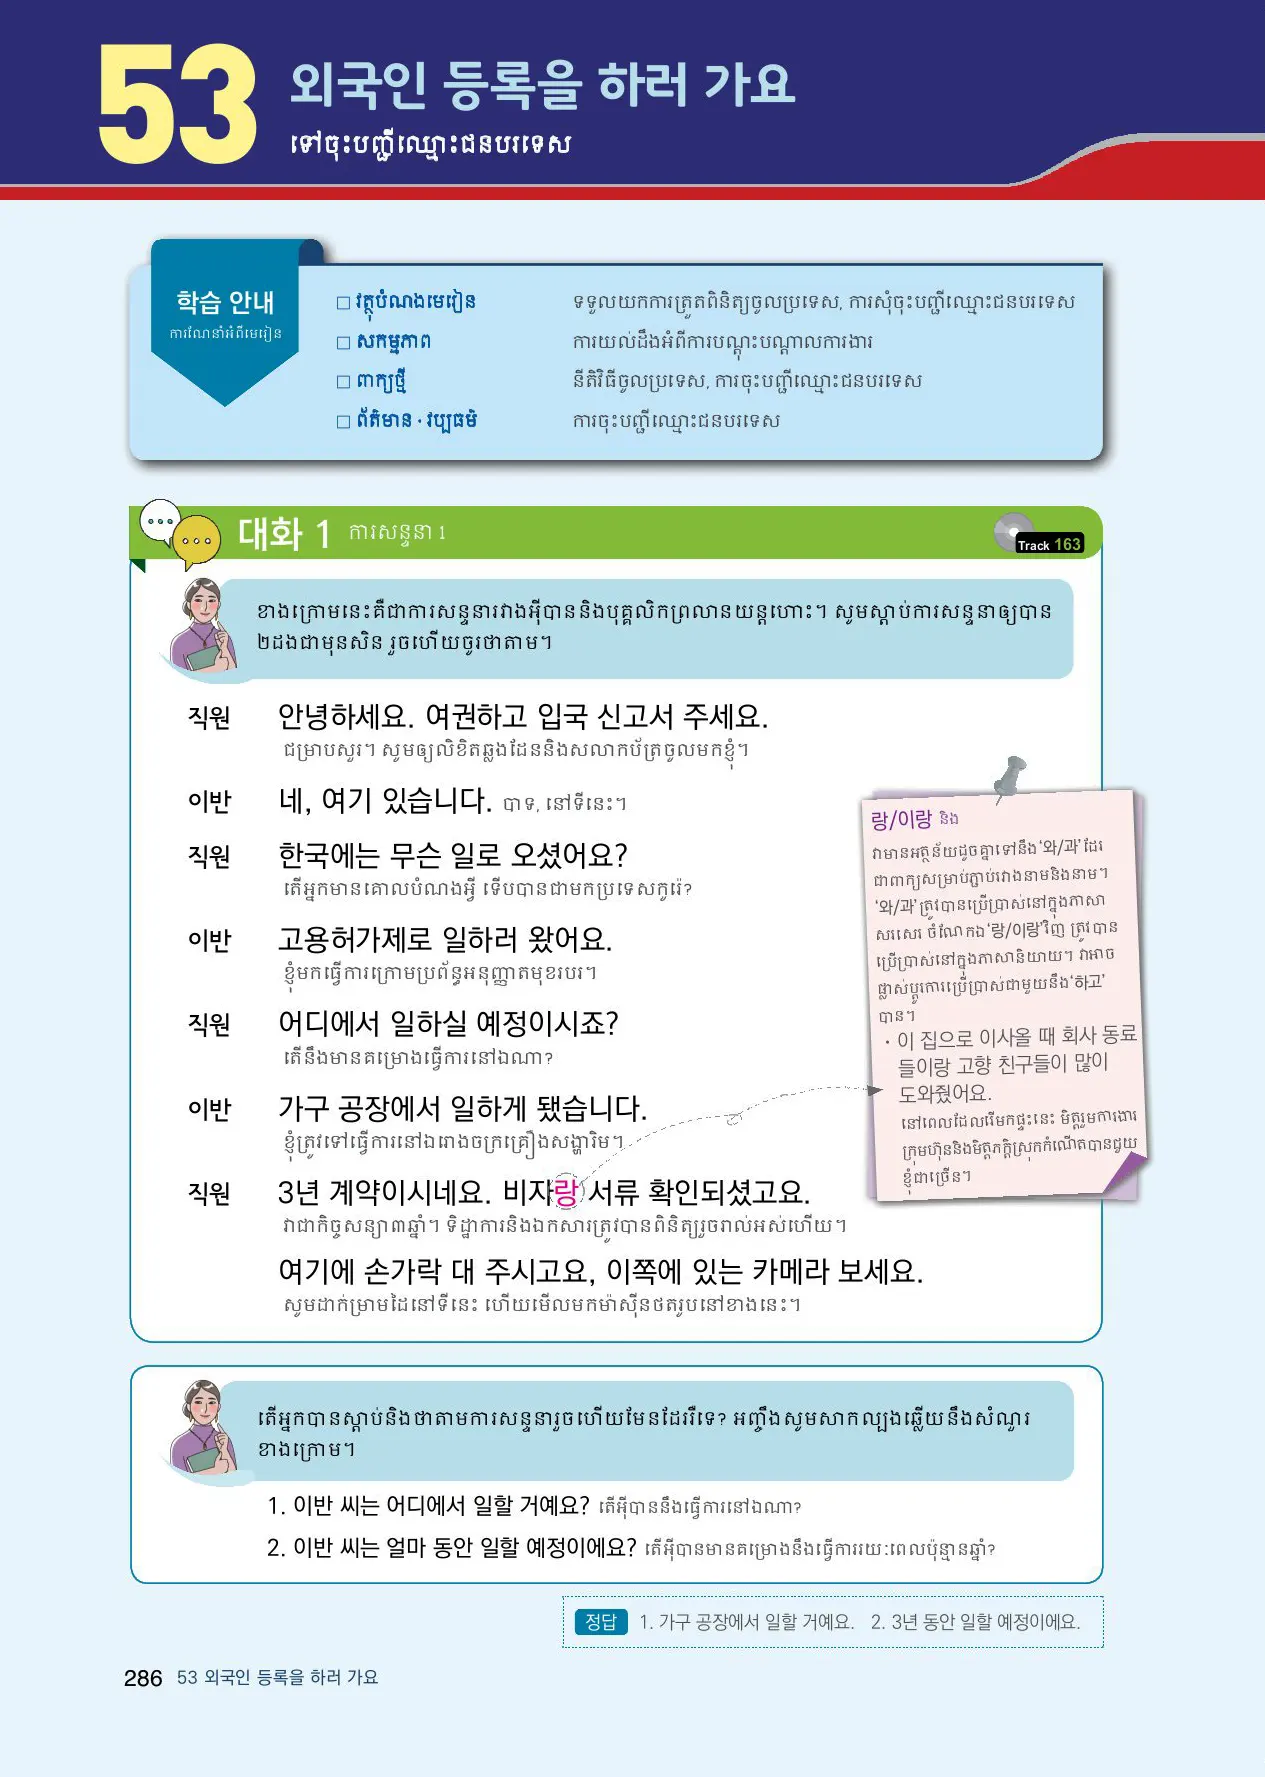 53
외국인 등록을 하러 가요
ទៅចុះបញ្ជីឈ្មោះជនបរទេស
학습 안내
ការណែនាំអំពីមេរៀន
□ វត្ថុបំណងមេរៀន ទទួលយកការត្រួតពិនិត្យចូលប្រទេស, ការសុំចុះបញ្ជីឈ្មោះជនបរទេស
□ សកម្មភាព ការយល់ដឹងអំពីការបណ្តុះបណ្តាលការងារ
□ ពាក្យថ្មី នីតិវិធីចូលប្រទេស, ការចុះបញ្ជីឈ្មោះជនបរទេស
□ ព័ត៌មាន · វប្បធម៌ ការចុះបញ្ជីឈ្មោះជនបរទេស
대화 1 ការសន្ទនា 1
Track 163
ខាងក្រោមនេះគឺជាការសន្ទនារវាងអ៊ីបាននិងបុគ្គលិកព្រលានយន្តហោះ។ សូមស្តាប់ការសន្ទនាឲ្យបាន
២ដងជាមុនសិន រួចហើយចូរថាតាម។
직원 안녕하세요. 여권하고 입국 신고서 주세요.
ជម្រាបសួរ។ សូមឲ្យលិខិតឆ្លងដែននិងសលាកប័ត្រចូលមកខ្ញុំ។
이반 네, 여기 있습니다. បាទ, នៅទីនេះ។
직원 한국에는 무슨 일로 오셨어요?
តើអ្នកមានគោលបំណងអ្វី ទើបបានជាមកប្រទេសកូរ៉េ?
이반 고용허가제로 일하러 왔어요.
ខ្ញុំមកធ្វើការក្រោមប្រព័ន្ធអនុញ្ញាតមុខរបរ។
직원 어디에서 일하실 예정이시죠?
តើនឹងមានគម្រោងធ្វើការនៅឯណា?
이반 가구 공장에서 일하게 됐습니다.
ខ្ញុំត្រូវទៅធ្វើការនៅឯរោងចក្រគ្រឿងសង្ហារិម។
직원 3년 계약이시네요. 비자랑 서류 확인되셨고요.
វាជាកិច្ចសន្យា៣ឆ្នាំ។ ទិដ្ឋាការនិងឯកសារត្រូវបានពិនិត្យរួចរាល់អស់ហើយ។
여기에 손가락 대 주시고요, 이쪽에 있는 카메라 보세요.
សូមដាក់ម្រាមដៃនៅទីនេះ ហើយមើលមកម៉ាស៊ីនថតរូបនៅខាងនេះ។
랑/이랑 និង
វាមានអត្ថន័យដូចគ្នាទៅនឹង‘와/과’ដែរ
ជាពាក្យសម្រាប់ភ្ជាប់រវាងនាមនិងនាម។
‘와/과’ត្រូវបានប្រើប្រាស់នៅក្នុងភាសា
សរសេរ ចំណែកឯ‘랑/이랑’វិញ ត្រូវបាន
ប្រើប្រាស់នៅក្នុងភាសានិយាយ។ វាអាច
ផ្លាស់ប្តូរការប្រើប្រាស់ជាមួយនឹង‘하고’
បាន។
· 이 집으로 이사올 때 회사 동료
들이랑 고향 친구들이 많이
도와줬어요.
នៅពេលដែលរើមកផ្ទះនេះ មិត្តរួមការងារ
ក្រុមហ៊ុននិងមិត្តភក្តិស្រុកកំណើតបានជួយ
ខ្ញុំជាច្រើន។
តើអ្នកបានស្តាប់និងថាតាមការសន្ទនារួចហើយមែនដែររឺទេ? អញ្ចឹងសូមសាកល្បងឆ្លើយនឹងសំណួរ
ខាងក្រោម។
1. 이반 씨는 어디에서 일할 거예요? តើអ៊ីបាននឹងធ្វើការនៅឯណា?
2. 이반 씨는 얼마 동안 일할 예정이에요? តើអ៊ីបានមានគម្រោងនឹងធ្វើការរយៈពេលប៉ុន្មានឆ្នាំ?
정답 1. 가구 공장에서 일할 거예요. 2. 3년 동안 일할 예정이에요.
286 53 외국인 등록을 하러 가요